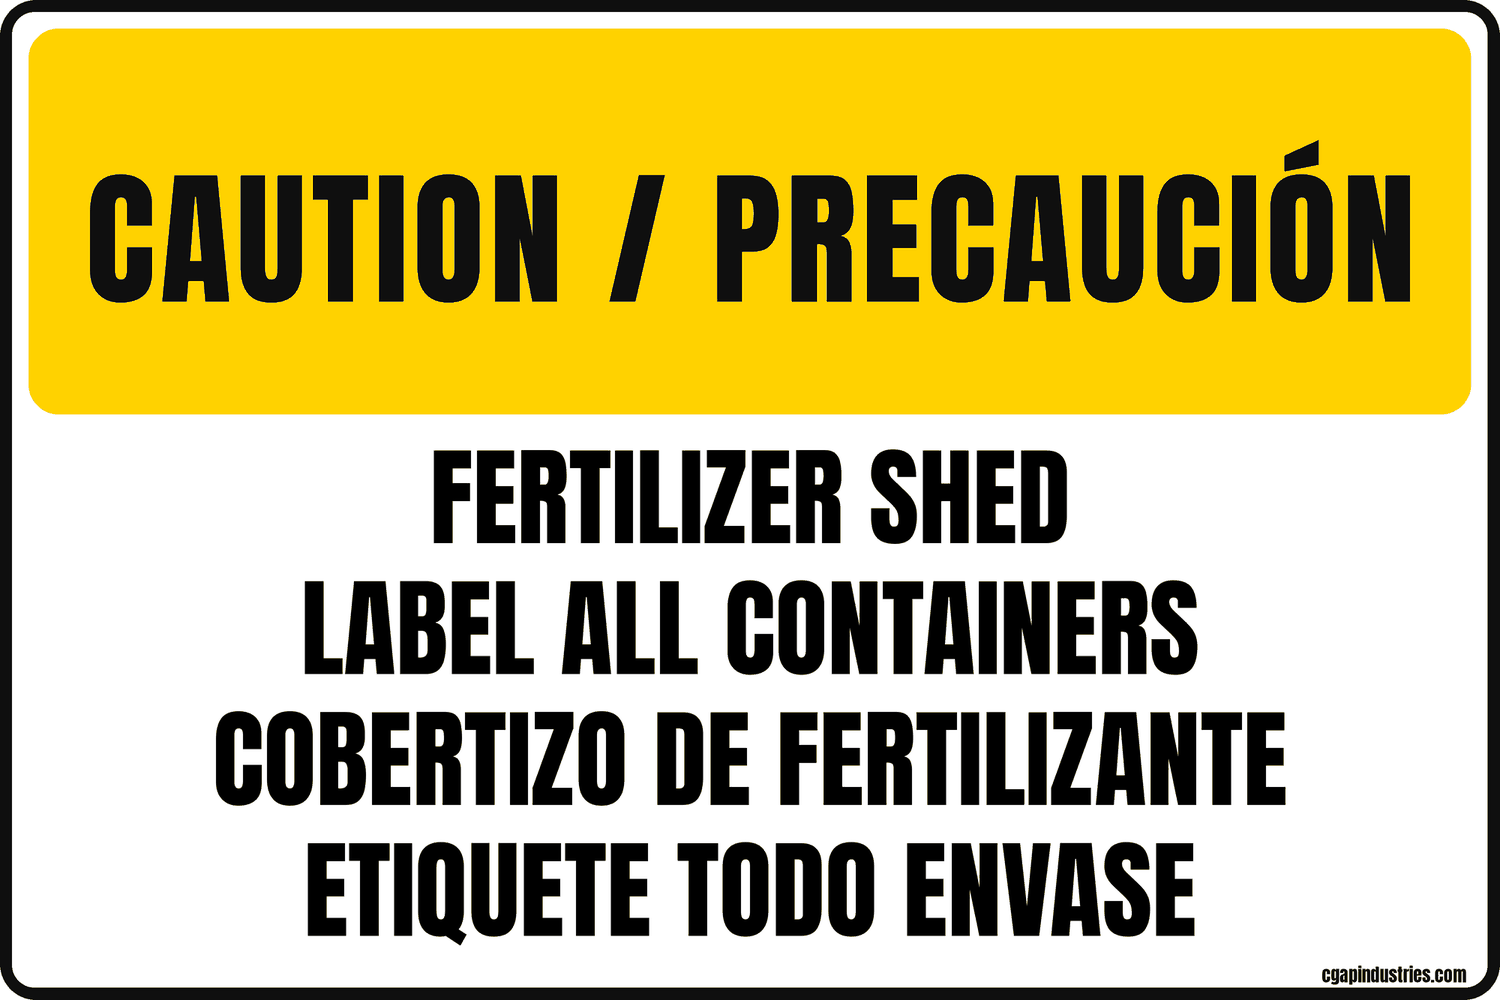 CAUTION / PRECAUCIÓN
FERTILIZER SHED
LABEL ALL CONTAINERS
COBERTIZO DE FERTILIZANTE
ETIQUETE TODO ENVASE
cgapindustries.com